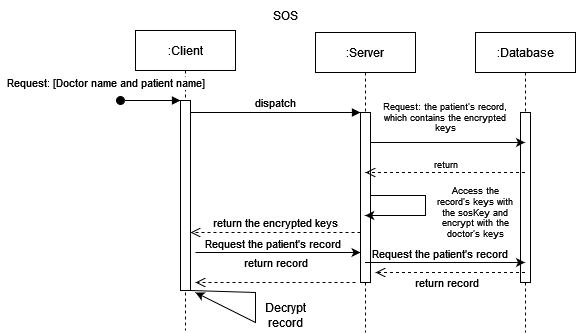 SOS
:Client
:Server
:Database
Request: [Doctor name and patient name]
dispatch
Request: the patient's record,
which contains the encrypted
keys
return
Access the
record's keys with
the sosKey and
encrypt with the
doctor's keys
return the encrypted keys
Request the patient's record
Request the patient's record
return record
return record
Decrypt
record